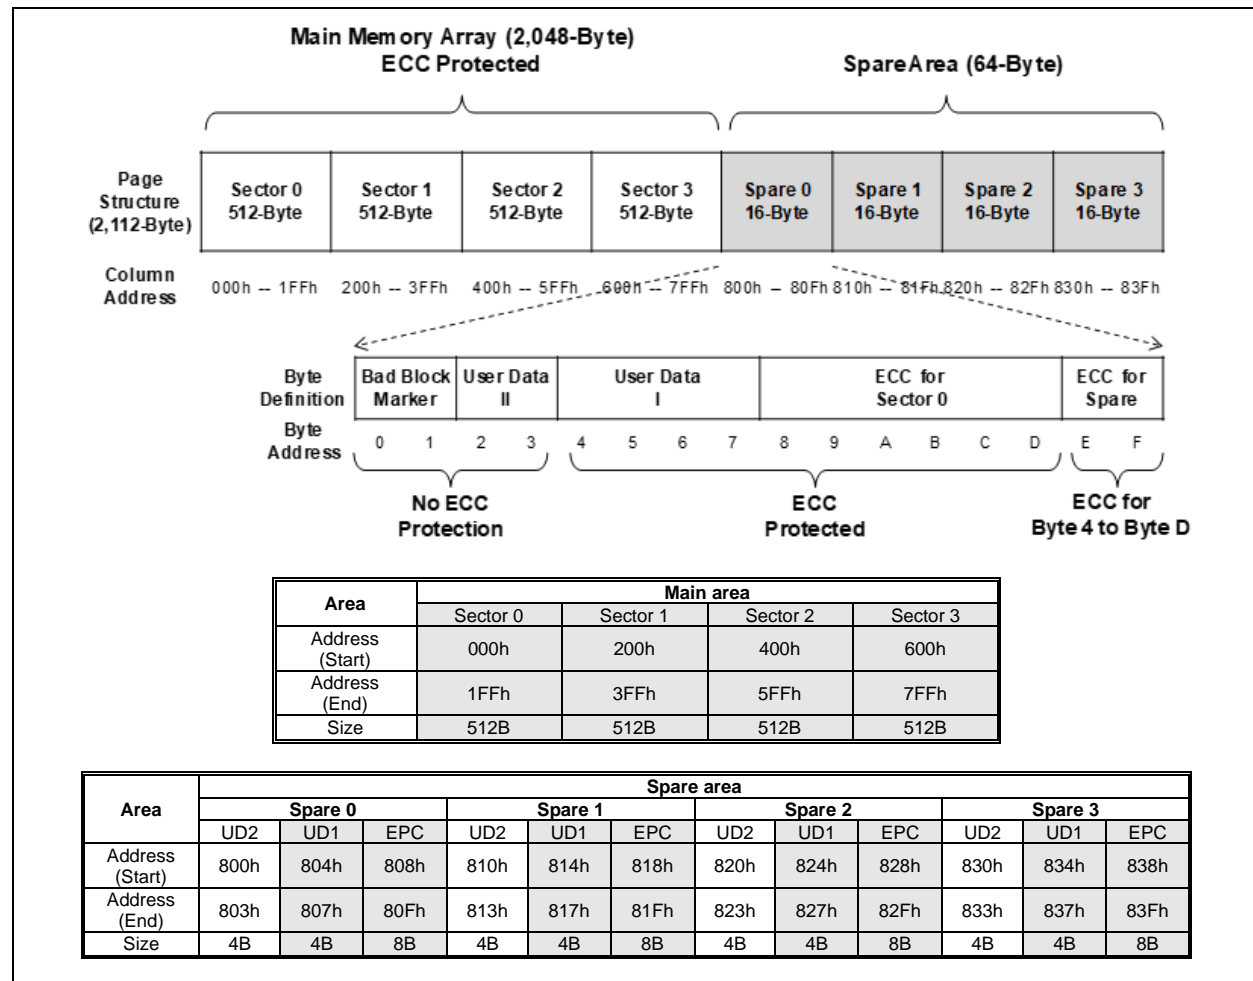 Main Memory Array (2,048-Byte)
ECC Protected
Spare Area (64-Byte)
Page
Structure
(2,112-Byte)
Sector 0
512-Byte
Sector 1
512-Byte
Sector 2
512-Byte
Sector 3
512-Byte
Spare 0
16-Byte
Spare 1
16-Byte
Spare 2
16-Byte
Spare 3
16-Byte
Column
Address
000h -- 1FFh 200h -- 3FFh 400h -- 5FFh 600h -- 7FFh 800h -- 80Fh 810h -- 81Fh 820h -- 82Fh 830h -- 83Fh
Byte
Definition
Bad Block
Marker
User Data
II
User Data
I
ECC for
Sector 0
ECC for
Spare
Byte
Address
0 1 2 3 4 5 6 7 8 9 A B C D E F
No ECC
Protection
ECC
Protected
ECC for
Byte 4 to Byte D
Area Main area
Sector 0 Sector 1 Sector 2 Sector 3
Address
(Start)
000h 200h 400h 600h
Address
(End)
1FFh 3FFh 5FFh 7FFh
Size 512B 512B 512B 512B
Area Spare area
Spare 0 Spare 1 Spare 2 Spare 3
UD2 UD1 EPC UD2 UD1 EPC UD2 UD1 EPC UD2 UD1 EPC
Address
(Start)
800h 804h 808h 810h 814h 818h 820h 824h 828h 830h 834h 838h
Address
(End)
803h 807h 80Fh 813h 817h 81Fh 823h 827h 82Fh 833h 837h 83Fh
Size 4B 4B 8B 4B 4B 8B 4B 4B 8B 4B 4B 8B